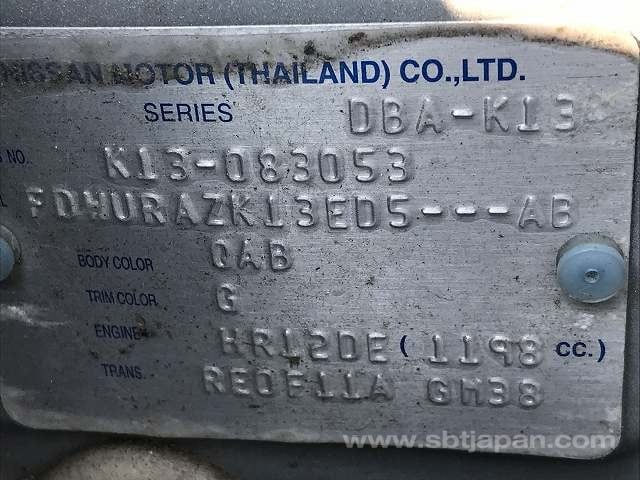 NISSAN MOTOR (THAILAND) CO.,LTD.
SERIES DBA-K13
NO. K13-083053
FDHURAZK13ED5---AB
BODY COLOR QAB
TRIM COLOR G
ENGINE HR12DE ( 1198 cc.)
TRANS. RE0F11A GM38
www.sbtjapan.com